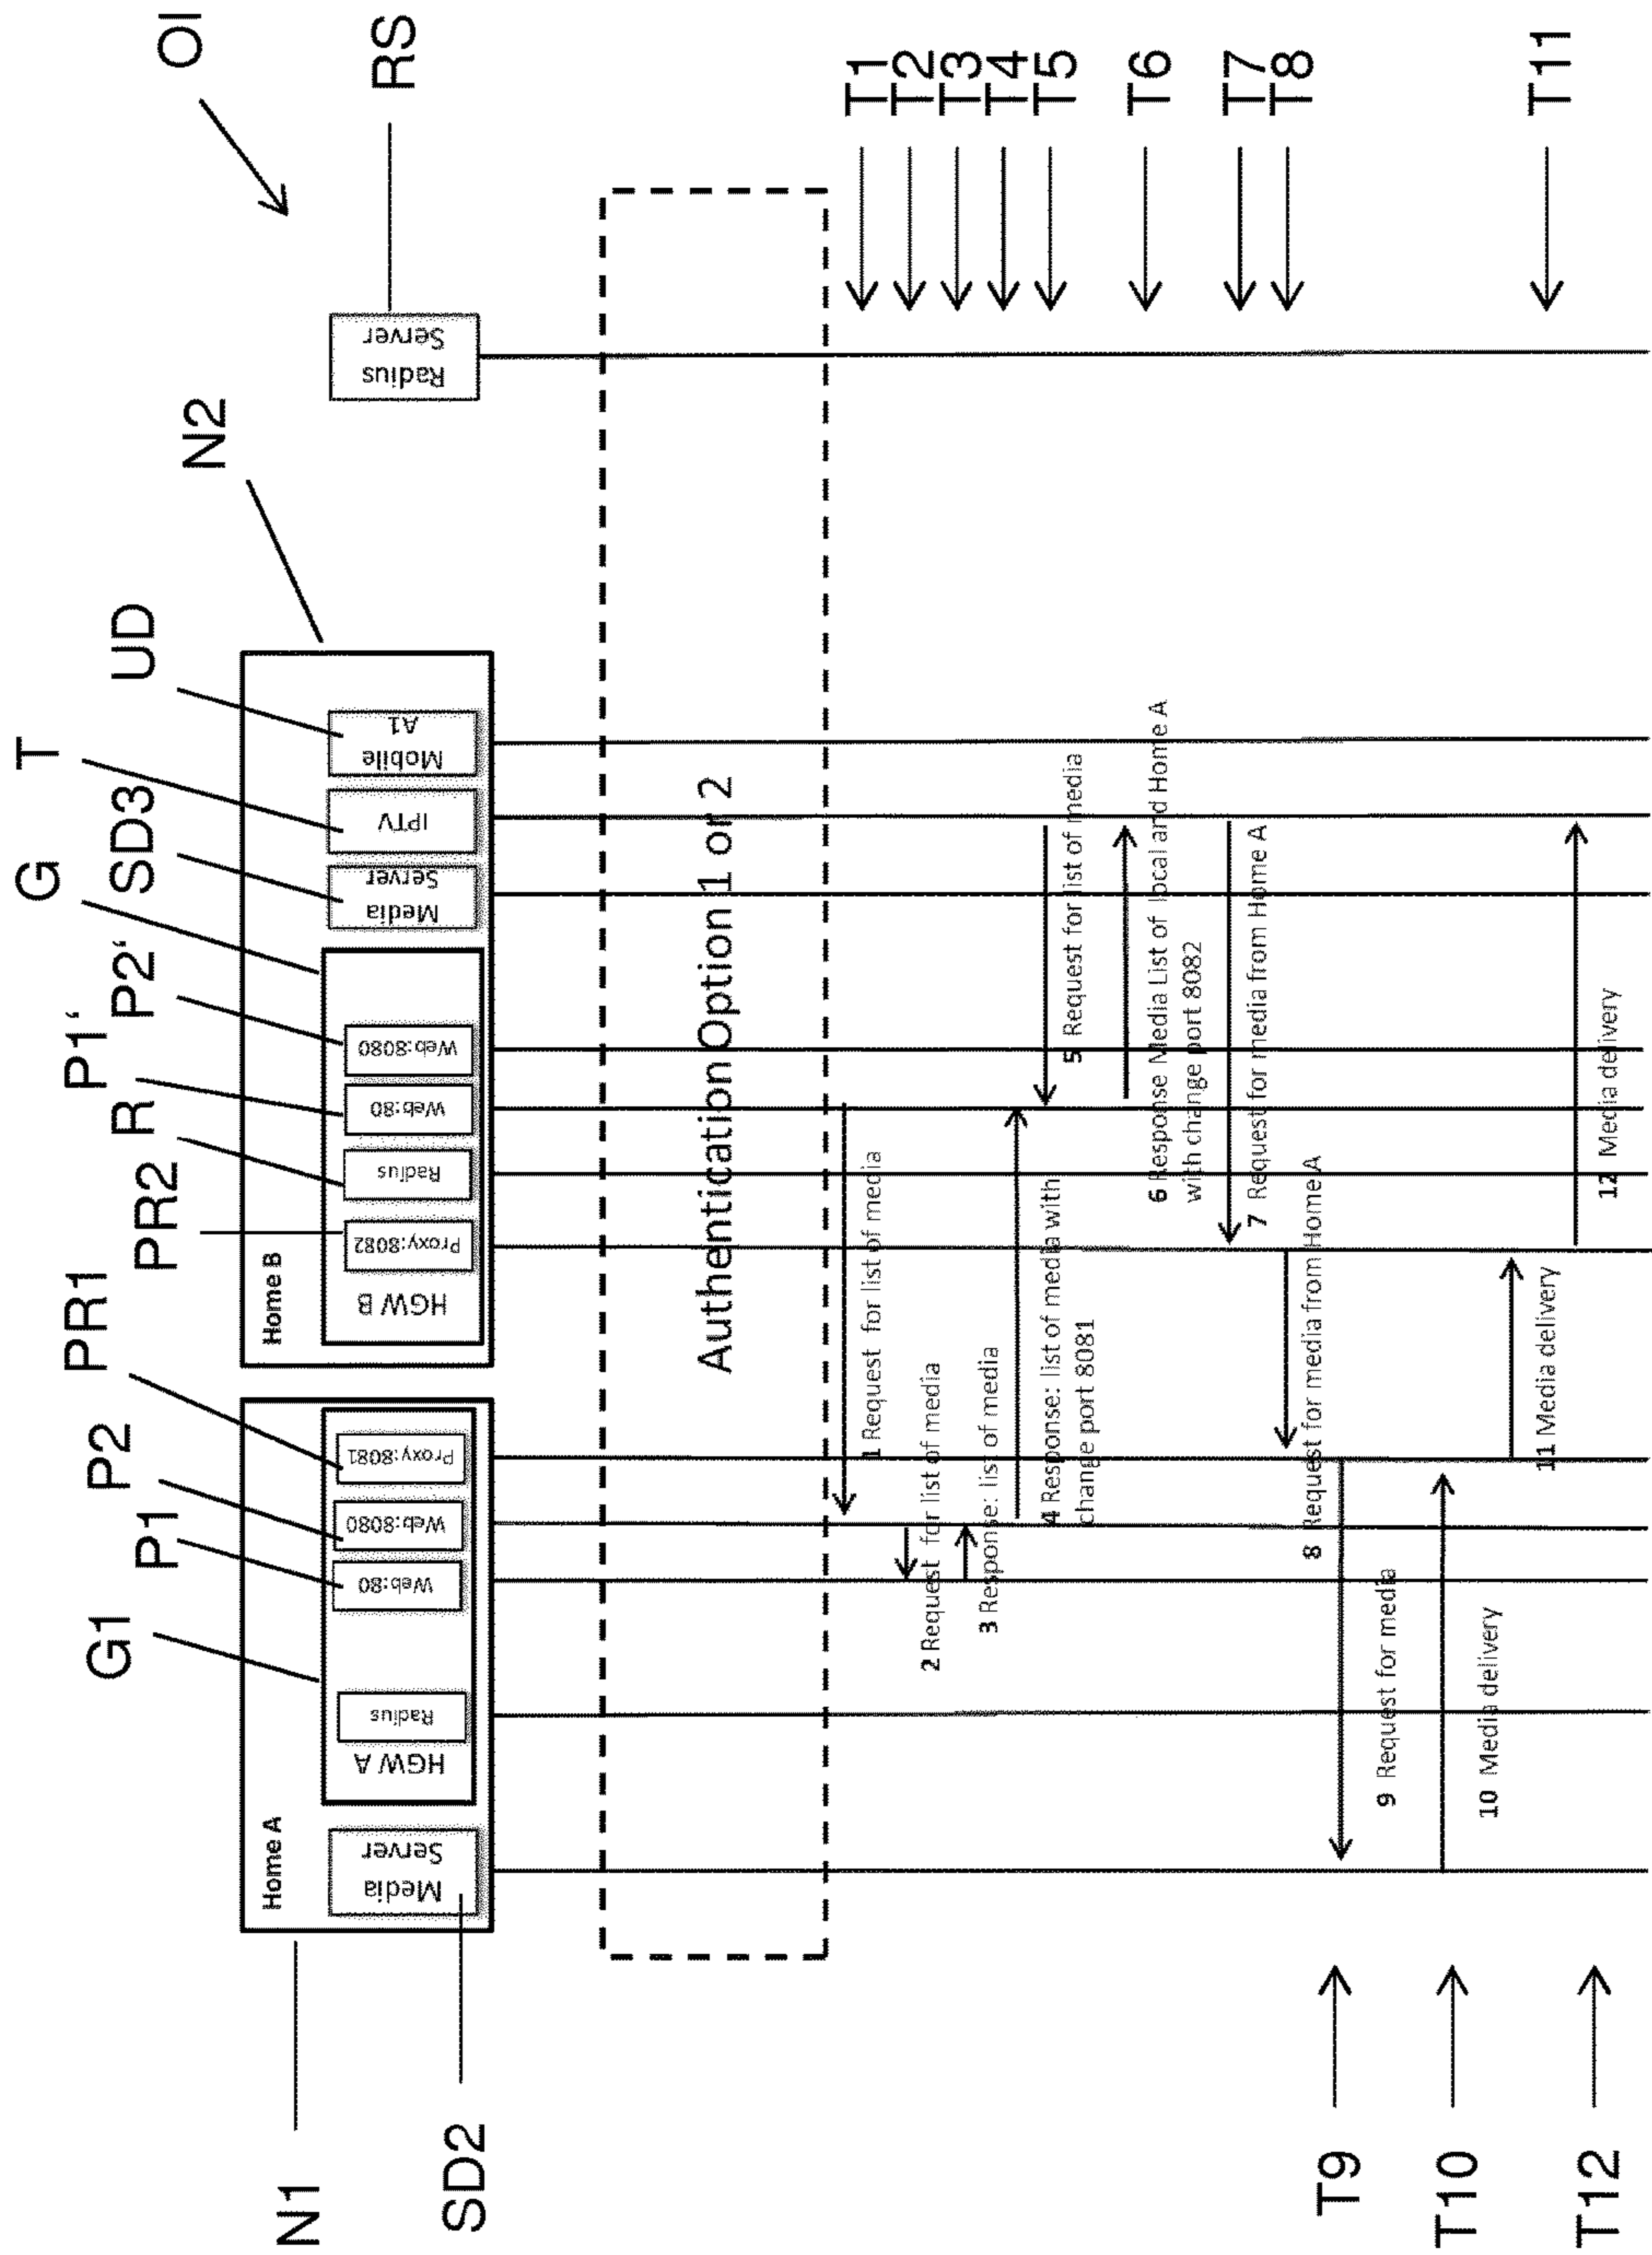 OI
RS
N2
UD
T
SD3
G
P2'
P1'
R
PR2
PR1
P2
P1
G1
N1
SD2
Home A
Media
Server
HGW A
Radius
Web:80
Web:8080
Proxy:8081
Home B
HGW B
Proxy:8082
Radius
Web:80
Web:8080
Media
Server
IPTV
Mobile
A1
Radius
Server
Authentication Option 1 or 2
1 Request for list of media
2 Request for list of media
3 Response: list of media
4 Response: list of media with
change port 8081
5 Request for list of media
6 Response Media List of local and Home A
with change port 8082
7 Request for media from Home A
8 Request for media from Home A
9 Request for media
10 Media delivery
11 Media delivery
12 Media delivery
T1
T2
T3
T4
T5
T6
T7
T8
T11
T9
T10
T12